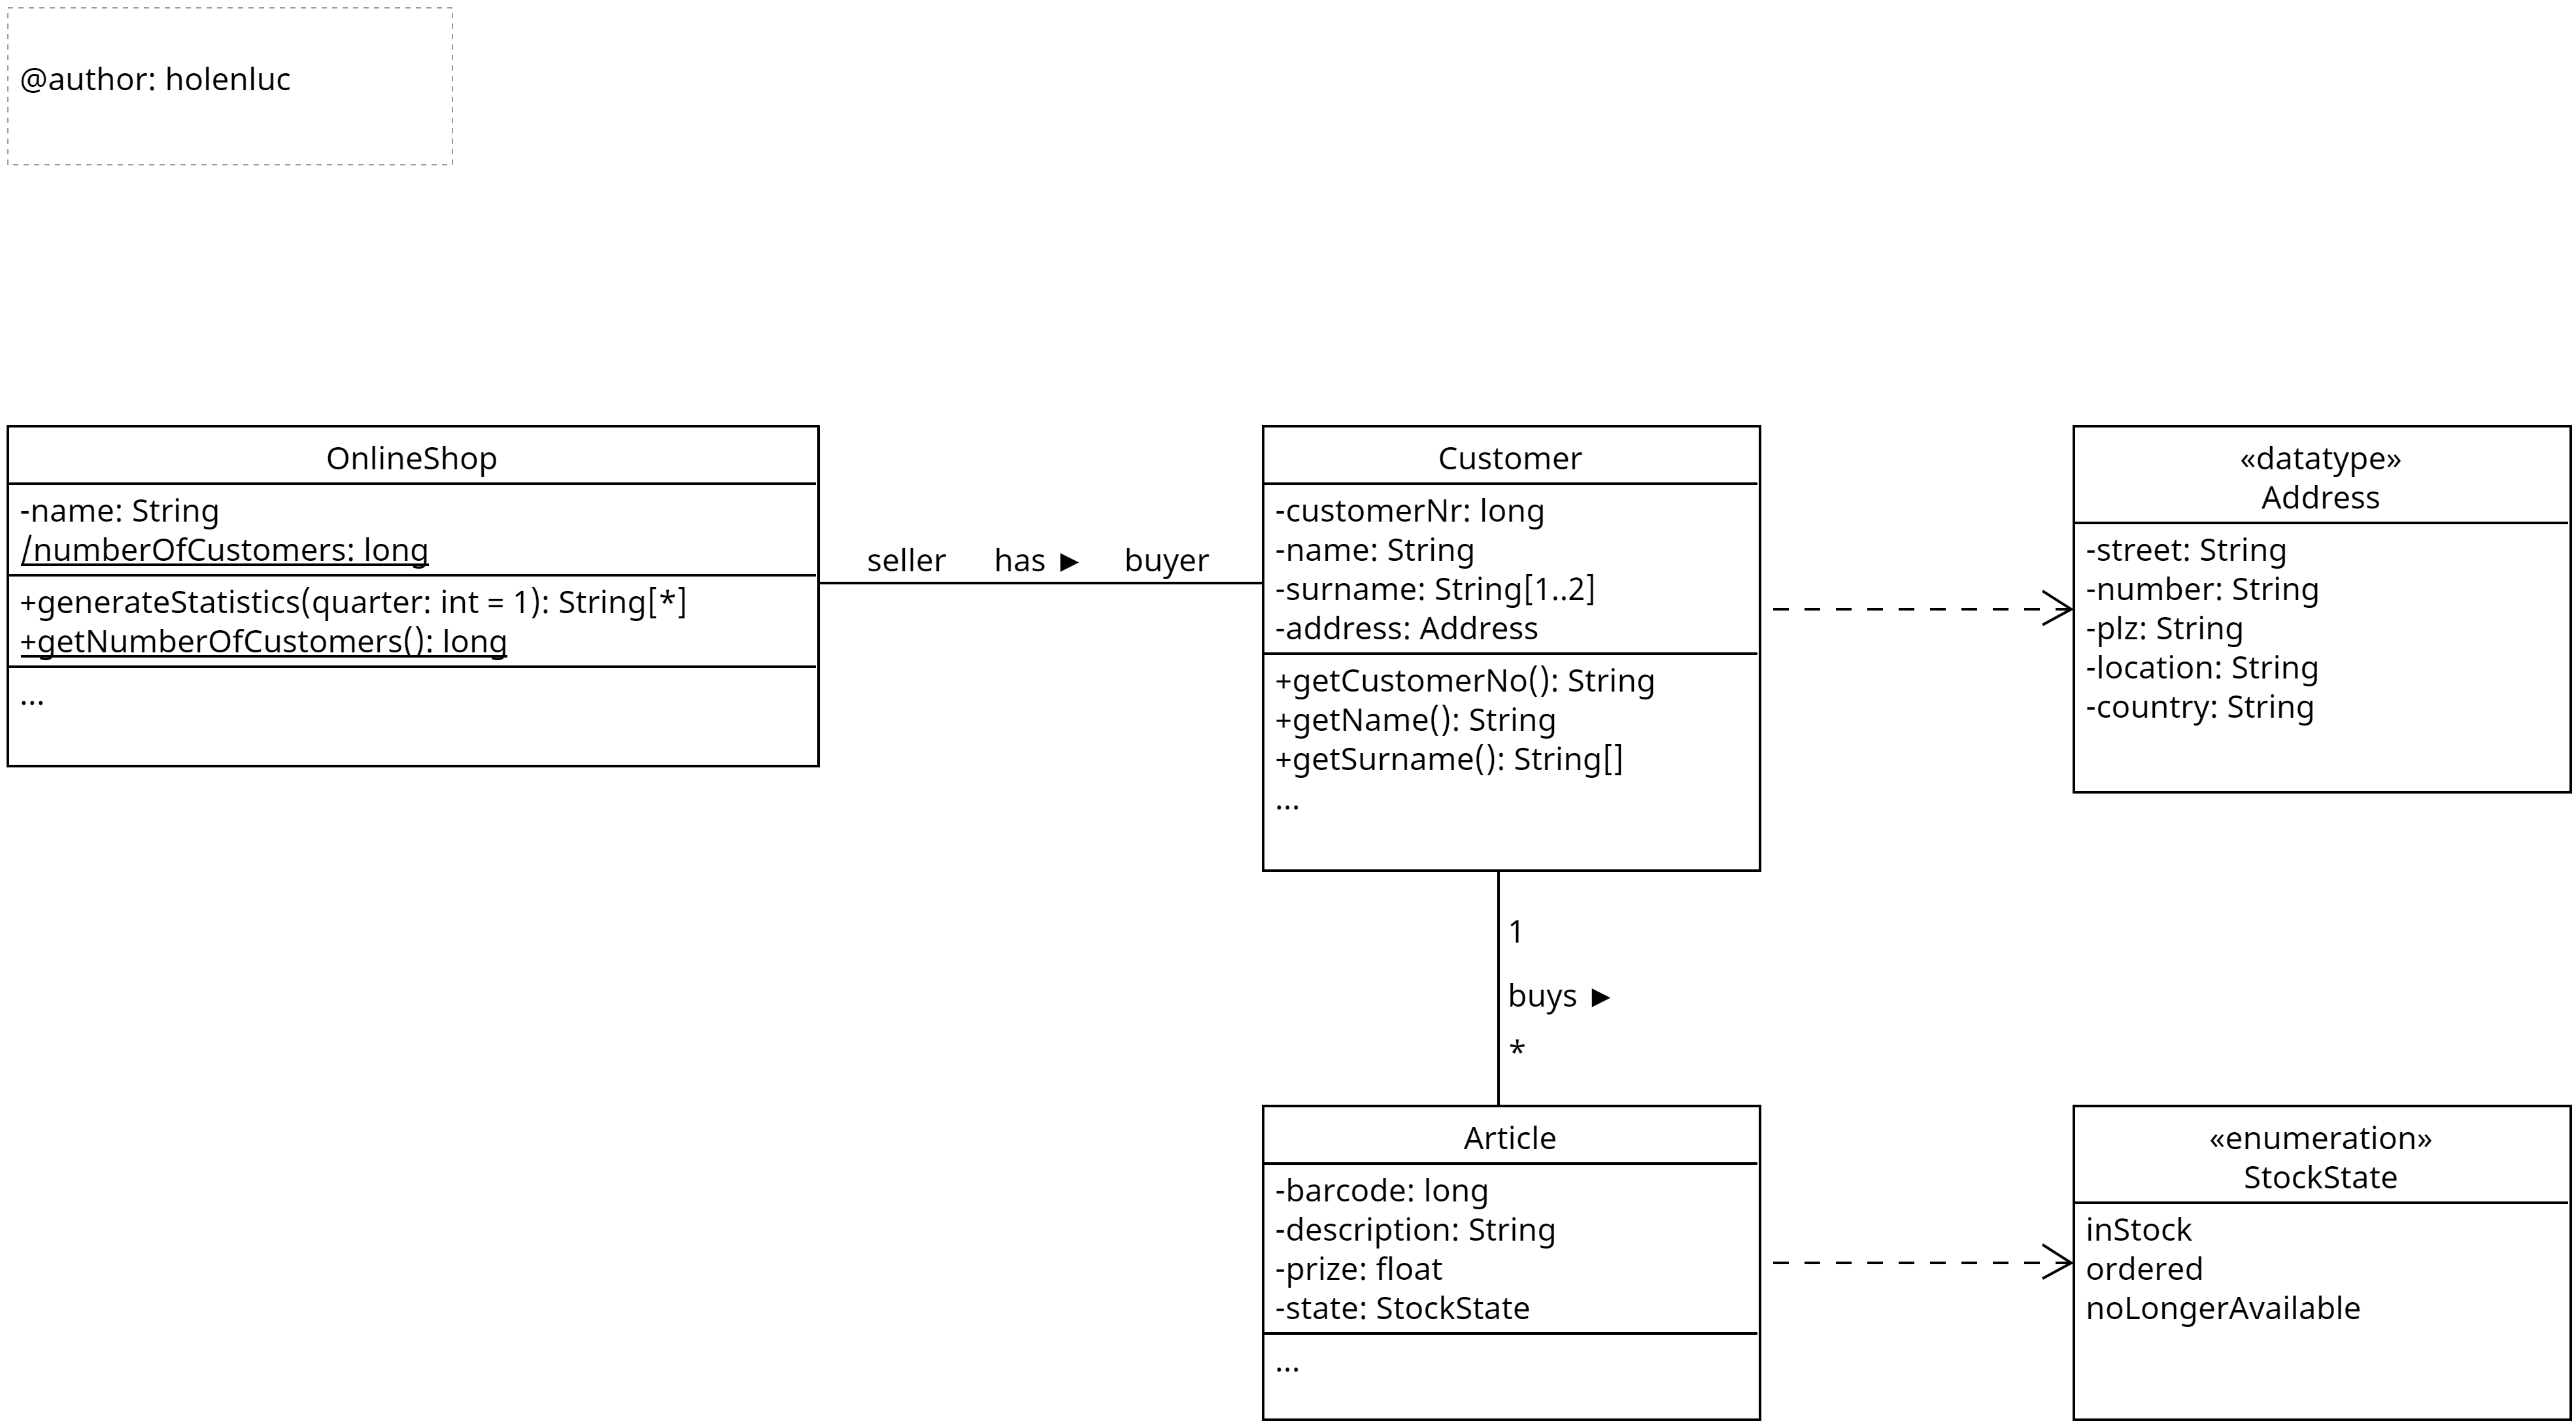 @author: holenluc
OnlineShop
-name: String
/numberOfCustomers: long
+generateStatistics(quarter: int = 1): String[*]
+getNumberOfCustomers(): long
...
seller has ► buyer
Customer
-customerNr: long
-name: String
-surname: String[1..2]
-address: Address
+getCustomerNo(): String
+getName(): String
+getSurname(): String[]
...
«datatype»
Address
-street: String
-number: String
-plz: String
-location: String
-country: String
1
buys ►
*
Article
-barcode: long
-description: String
-prize: float
-state: StockState
...
«enumeration»
StockState
inStock
ordered
noLongerAvailable